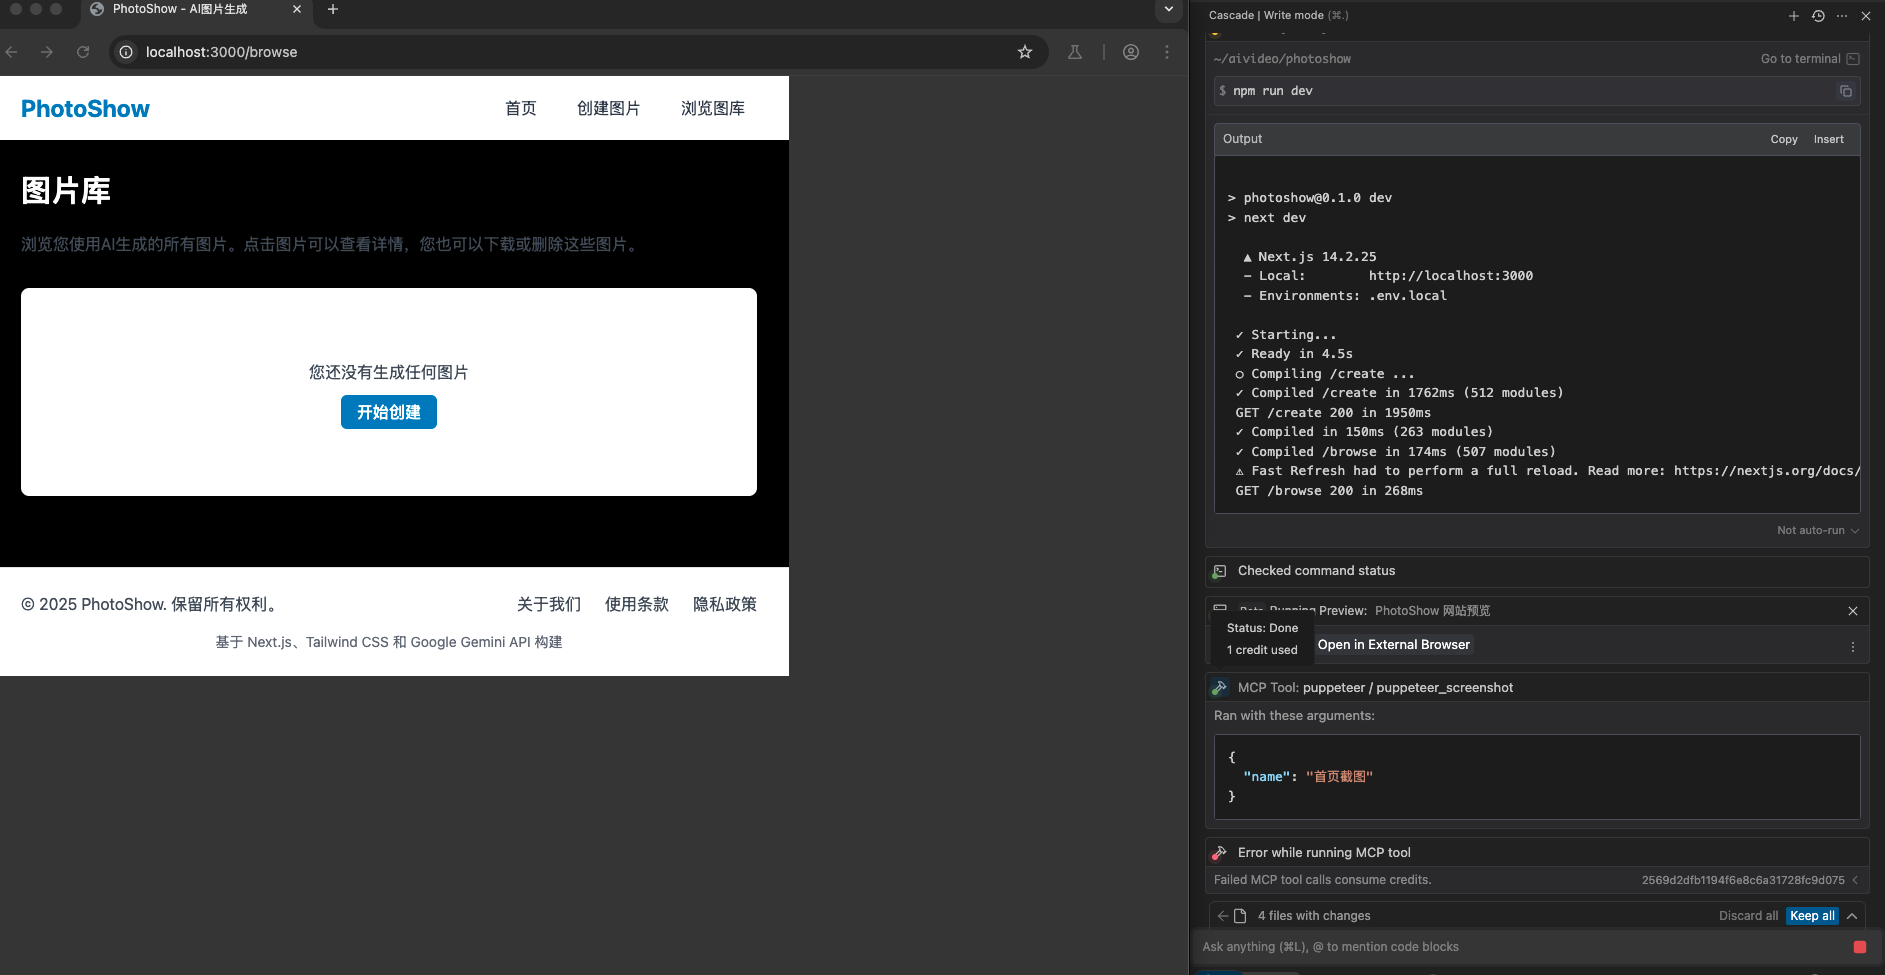 PhotoShow - AI图片生成
localhost:3000/browse
PhotoShow
首页
创建图片
浏览图库
图片库
浏览您使用AI生成的所有图片。点击图片可以查看详情，您也可以下载或删除这些图片。
您还没有生成任何图片
开始创建
© 2025 PhotoShow. 保留所有权利。
关于我们
使用条款
隐私政策
基于 Next.js、Tailwind CSS 和 Google Gemini API 构建
Cascade | Write mode (⌘.)
~/aivideo/photoshow
Go to terminal
$ npm run dev
Output
Copy
Insert
> photoshow@0.1.0 dev
> next dev
▲ Next.js 14.2.25
- Local: http://localhost:3000
- Environments: .env.local
✓ Starting...
✓ Ready in 4.5s
○ Compiling /create ...
✓ Compiled /create in 1762ms (512 modules)
GET /create 200 in 1950ms
✓ Compiled in 150ms (263 modules)
✓ Compiled /browse in 174ms (507 modules)
⚠ Fast Refresh had to perform a full reload. Read more: https://nextjs.org/docs/
GET /browse 200 in 268ms
Not auto-run
Checked command status
Running Preview: PhotoShow 网站预览
Status: Done
1 credit used
Open in External Browser
MCP Tool: puppeteer / puppeteer_screenshot
Ran with these arguments:
{
"name": "首页截图"
}
Error while running MCP tool
Failed MCP tool calls consume credits.
2569d2dfb1194f6e8c6a31728fc9d075
4 files with changes
Discard all
Keep all
Ask anything (⌘L), @ to mention code blocks